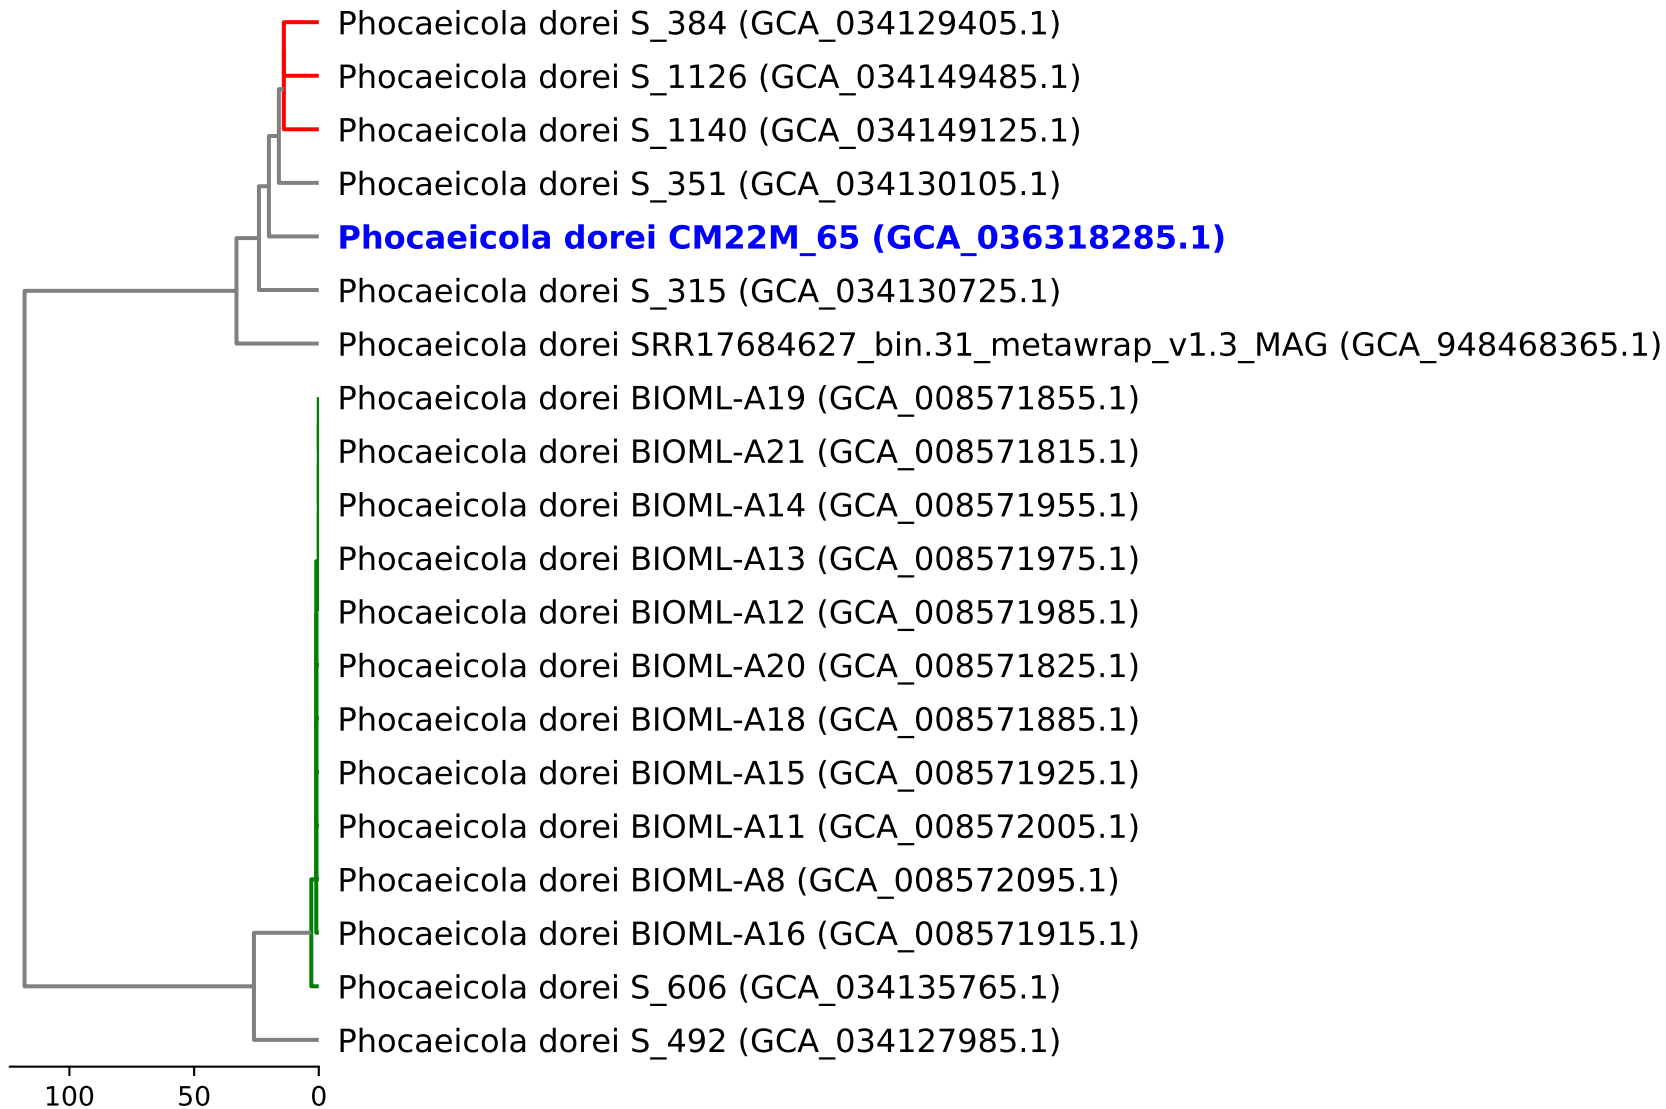 Phocaeicola dorei S_384 (GCA_034129405.1)
Phocaeicola dorei S_1126 (GCA_034149485.1)
Phocaeicola dorei S_1140 (GCA_034149125.1)
Phocaeicola dorei S_351 (GCA_034130105.1)
Phocaeicola dorei CM22M_65 (GCA_036318285.1)
Phocaeicola dorei S_315 (GCA_034130725.1)
Phocaeicola dorei SRR17684627_bin.31_metawrap_v1.3_MAG (GCA_948468365.1)
Phocaeicola dorei BIOML-A19 (GCA_008571855.1)
Phocaeicola dorei BIOML-A21 (GCA_008571815.1)
Phocaeicola dorei BIOML-A14 (GCA_008571955.1)
Phocaeicola dorei BIOML-A13 (GCA_008571975.1)
Phocaeicola dorei BIOML-A12 (GCA_008571985.1)
Phocaeicola dorei BIOML-A20 (GCA_008571825.1)
Phocaeicola dorei BIOML-A18 (GCA_008571885.1)
Phocaeicola dorei BIOML-A15 (GCA_008571925.1)
Phocaeicola dorei BIOML-A11 (GCA_008572005.1)
Phocaeicola dorei BIOML-A8 (GCA_008572095.1)
Phocaeicola dorei BIOML-A16 (GCA_008571915.1)
Phocaeicola dorei S_606 (GCA_034135765.1)
Phocaeicola dorei S_492 (GCA_034127985.1)
100 50 0